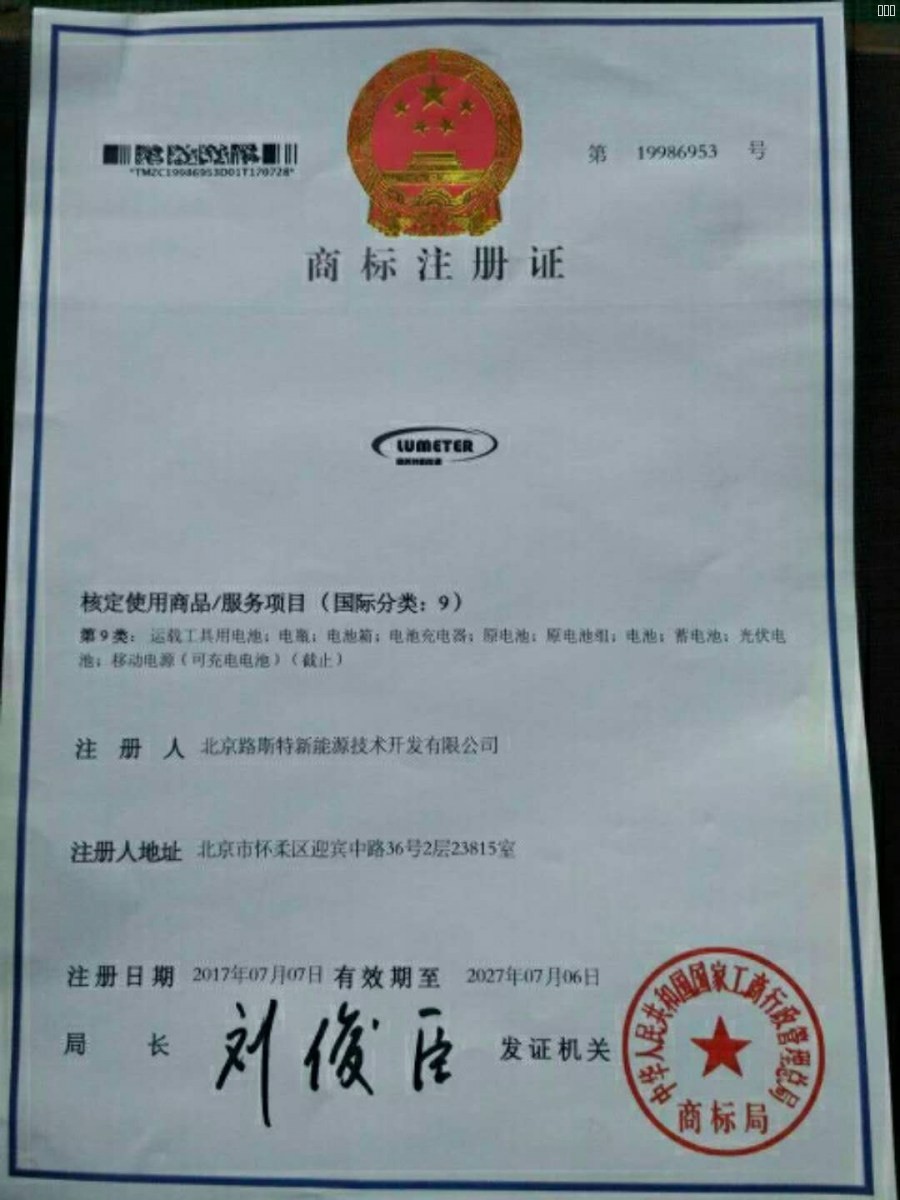 第 19986953 号
*TMZC19986953D01T170728*
商标注册证
LUMETER
核定使用商品/服务项目（国际分类：9）
第9类： 运载工具用电池；电瓶；电池箱；电池充电器；原电池；原电池组；电池；蓄电池；光伏电
池；移动电源（可充电电池）（截止）
注册人 北京路斯特新能源技术开发有限公司
注册人地址 北京市怀柔区迎宾中路36号2层23815室
注册日期 2017年07月07日 有效期至 2027年07月06日
局长 刘俊臣 发证机关
中华人民共和国国家工商行政管理总局
商标局